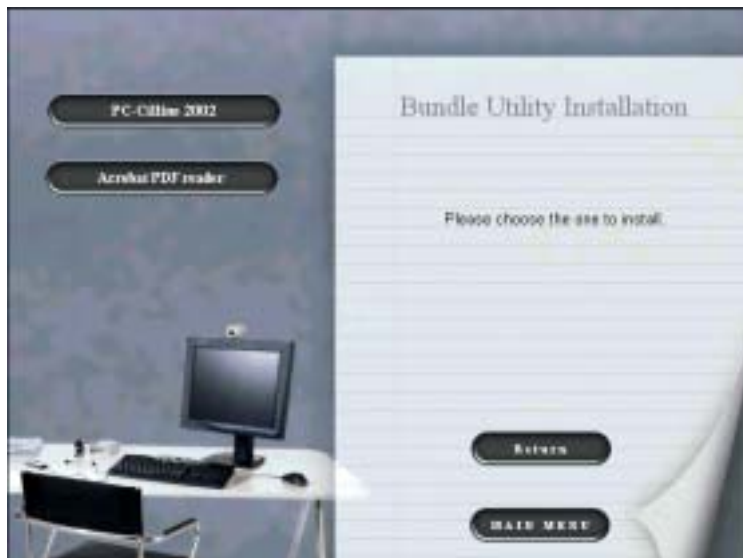 PC-Cillin 2002
Acrobat PDF reader
Bundle Utility Installation
Please choose the one to install.
Return
MAIN MENU